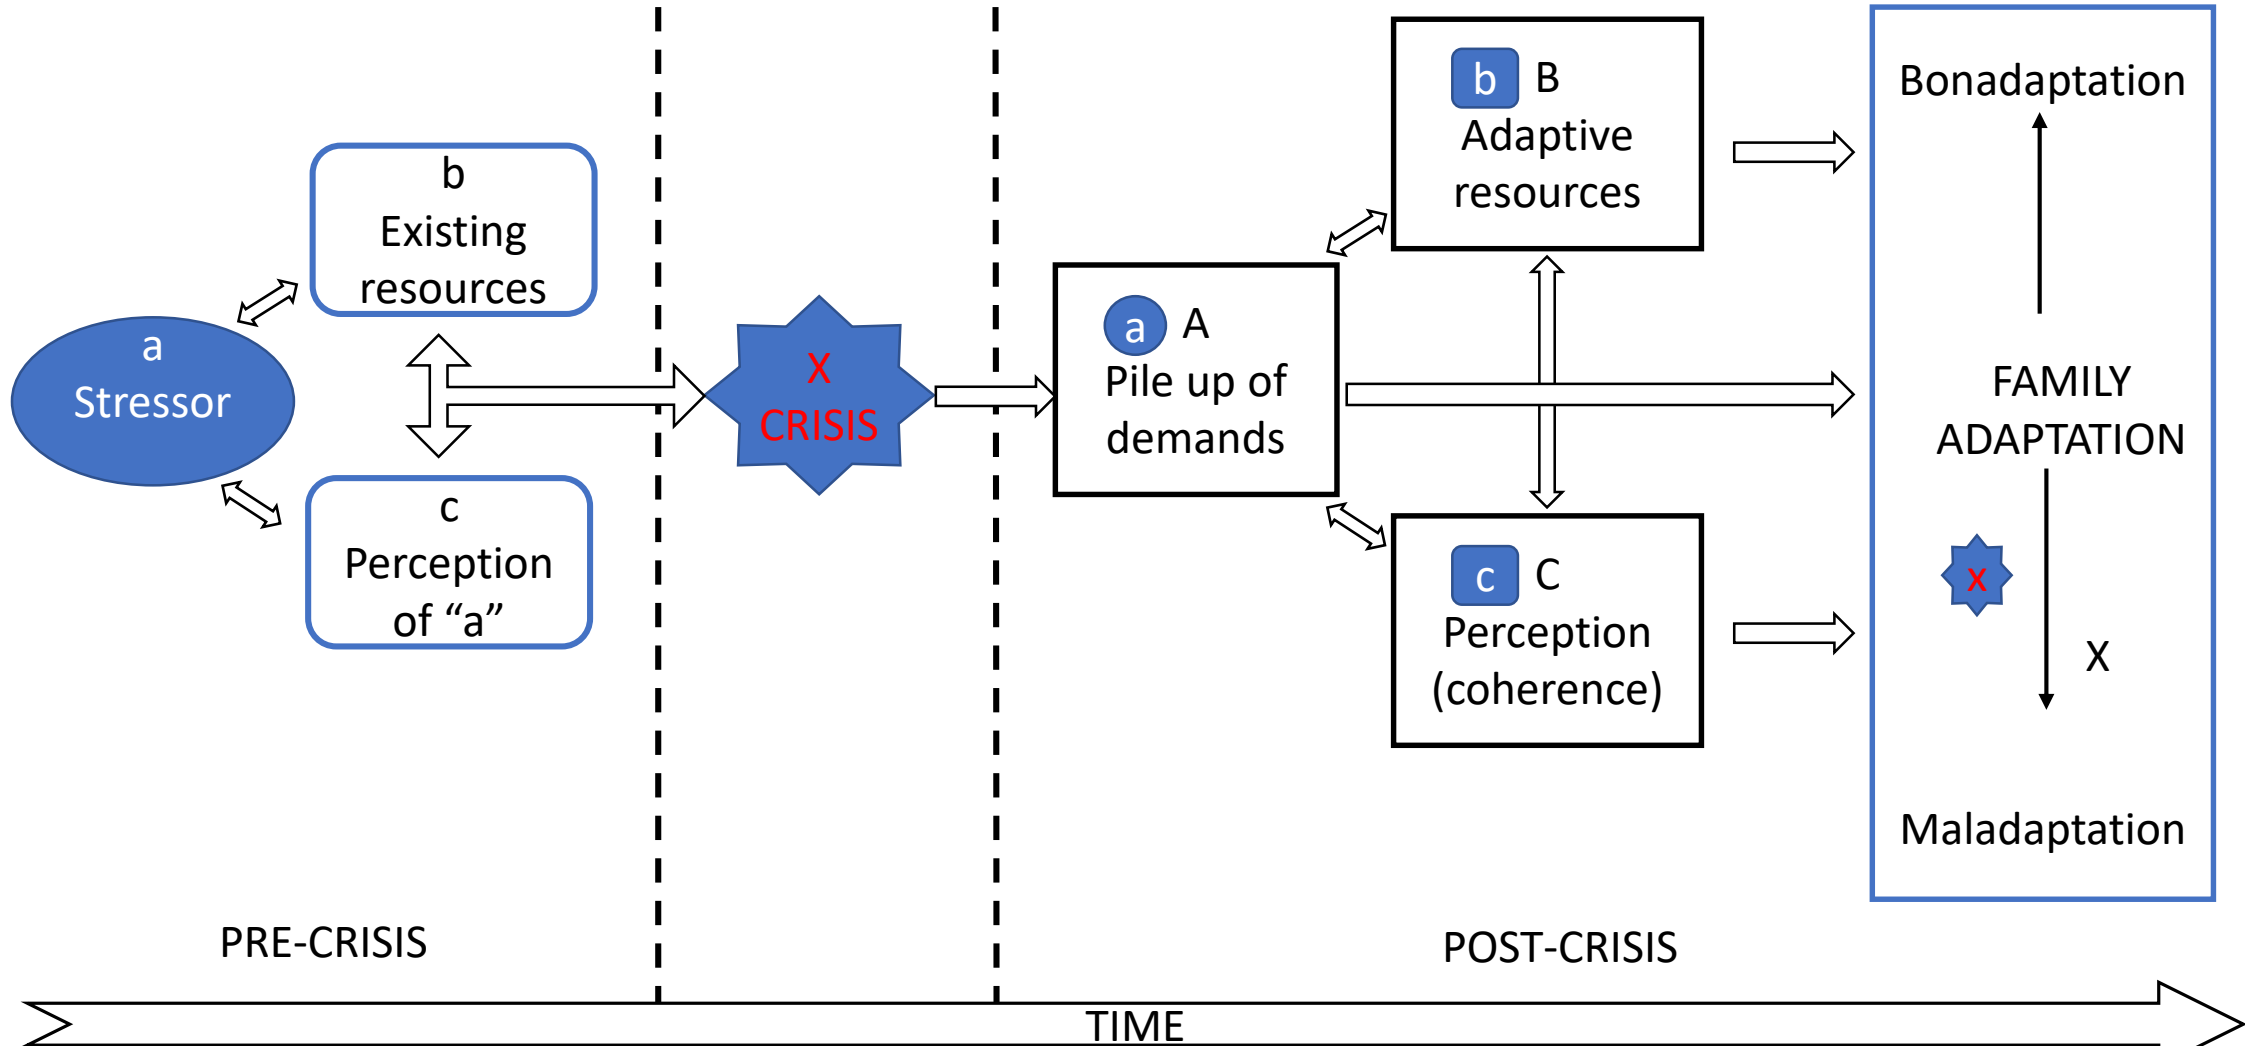 a
Stressor
b
Existing
resources
c
Perception
of “a”
X
CRISIS
a A
Pile up of
demands
b B
Adaptive
resources
c C
Perception
(coherence)
Bonadaptation
FAMILY
ADAPTATION
x
X
Maladaptation
PRE-CRISIS
POST-CRISIS
TIME